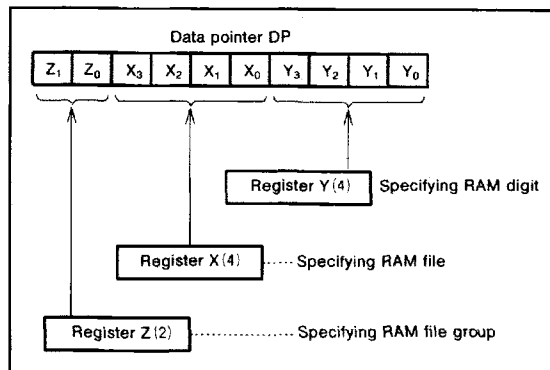 Data pointer DP
Z₁ Z₀ X₃ X₂ X₁ X₀ Y₃ Y₂ Y₁ Y₀
Register Y(4) Specifying RAM digit
Register X(4) Specifying RAM file
Register Z(2) Specifying RAM file group